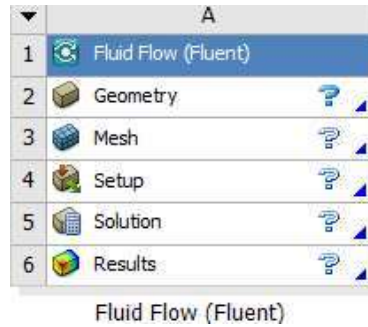 A
1 Fluid Flow (Fluent)
2 Geometry ?
3 Mesh ?
4 Setup ?
5 Solution ?
6 Results ?
Fluid Flow (Fluent)